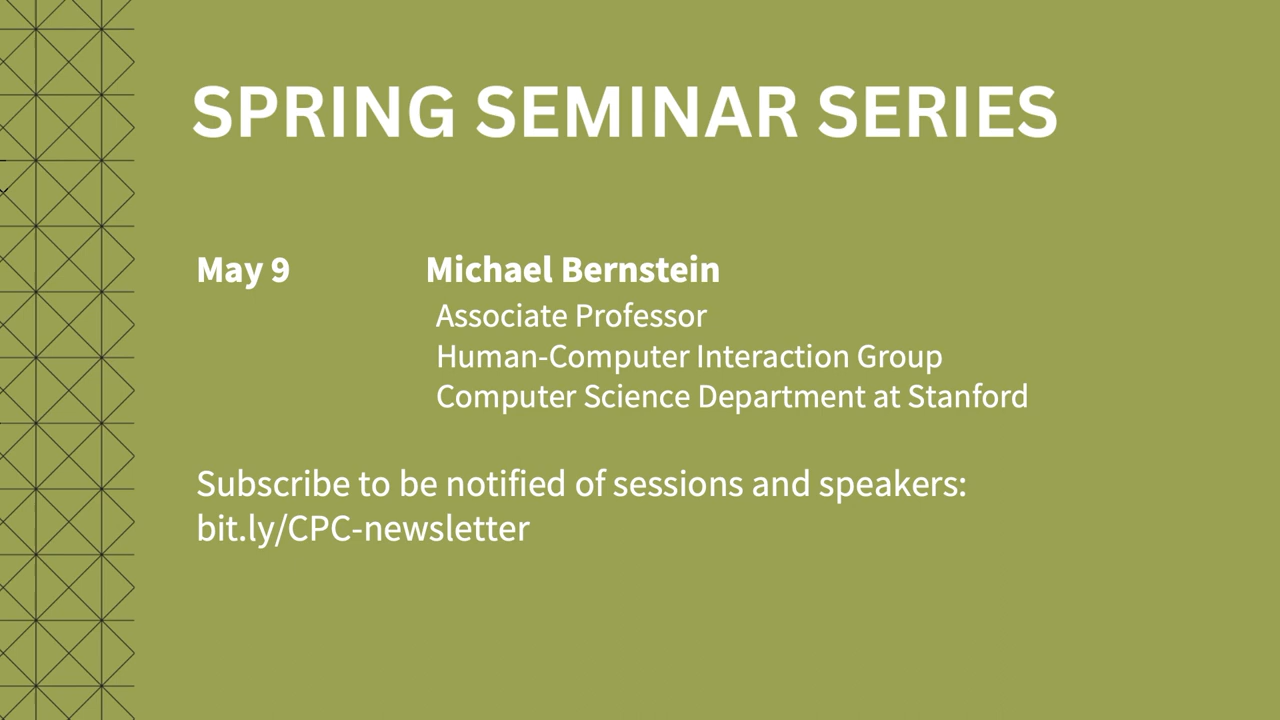 SPRING SEMINAR SERIES
May 9 Michael Bernstein
Associate Professor
Human-Computer Interaction Group
Computer Science Department at Stanford
Subscribe to be notified of sessions and speakers:
bit.ly/CPC-newsletter